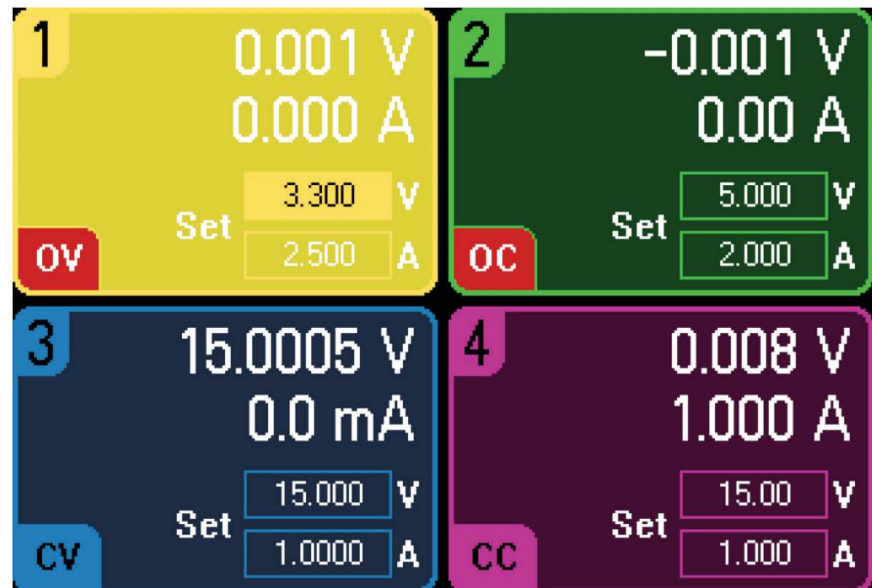 1
0.001 V
0.000 A
Set
3.300 V
2.500 A
OV
2
-0.001 V
0.00 A
Set
5.000 V
2.000 A
OC
3
15.0005 V
0.0 mA
Set
15.000 V
1.0000 A
CV
4
0.008 V
1.000 A
Set
15.00 V
1.000 A
CC